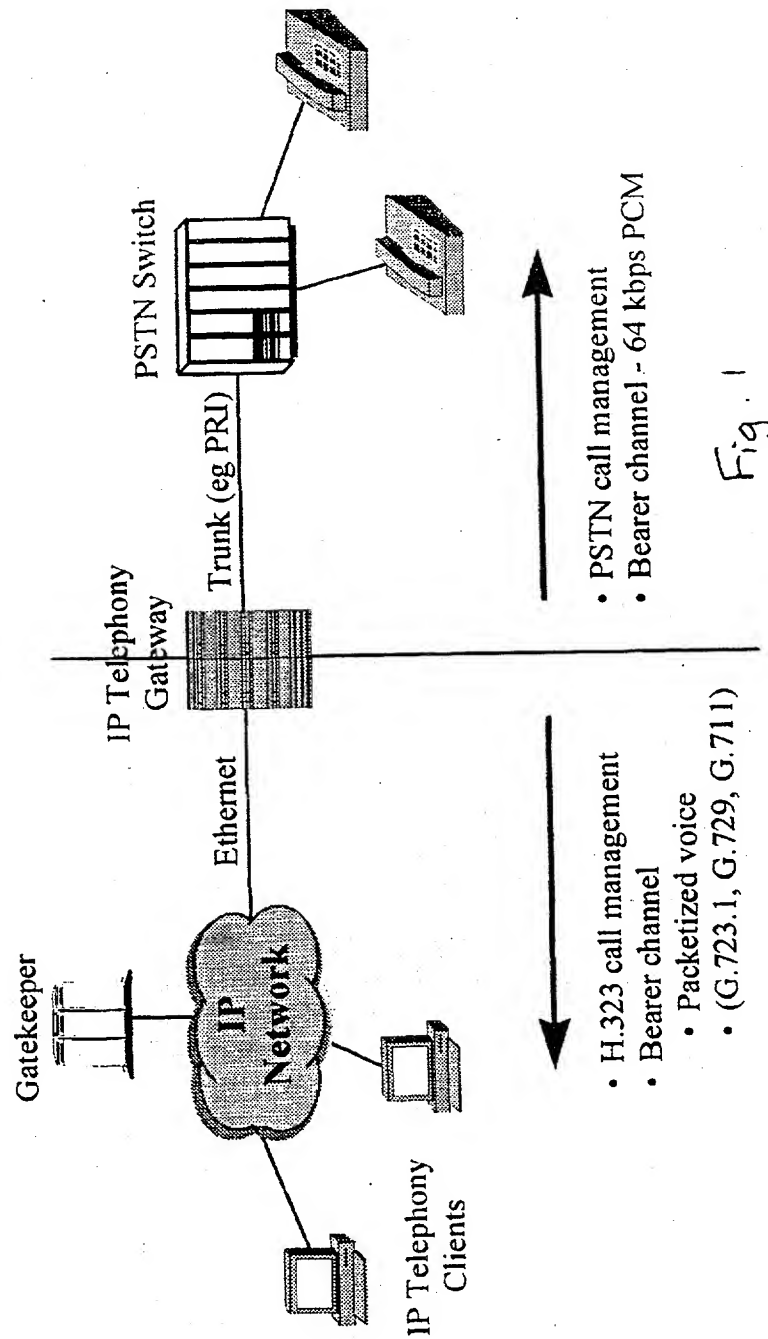 Gatekeeper
IP
Network
IP Telephony
Clients
Ethernet
IP Telephony
Gateway
Trunk (eg PRI)
PSTN Switch
• H.323 call management
• Bearer channel
• Packetized voice
• (G.723.1, G.729, G.711)
• PSTN call management
• Bearer channel - 64 kbps PCM
Fig. 1